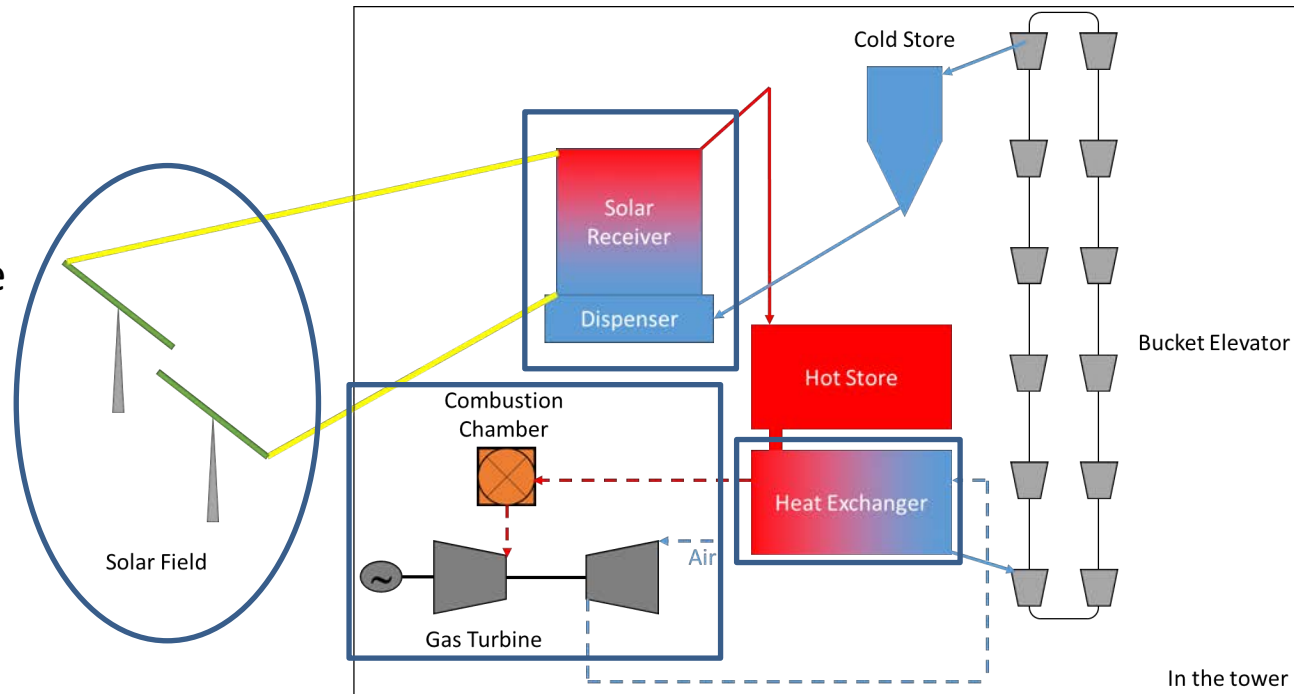 Cold Store
Solar
Receiver
e
Dispenser
Bucket Elevator
Hot Store
Combustion
Chamber
Heat Exchanger
Air
Solar Field
~
Gas Turbine
In the tower